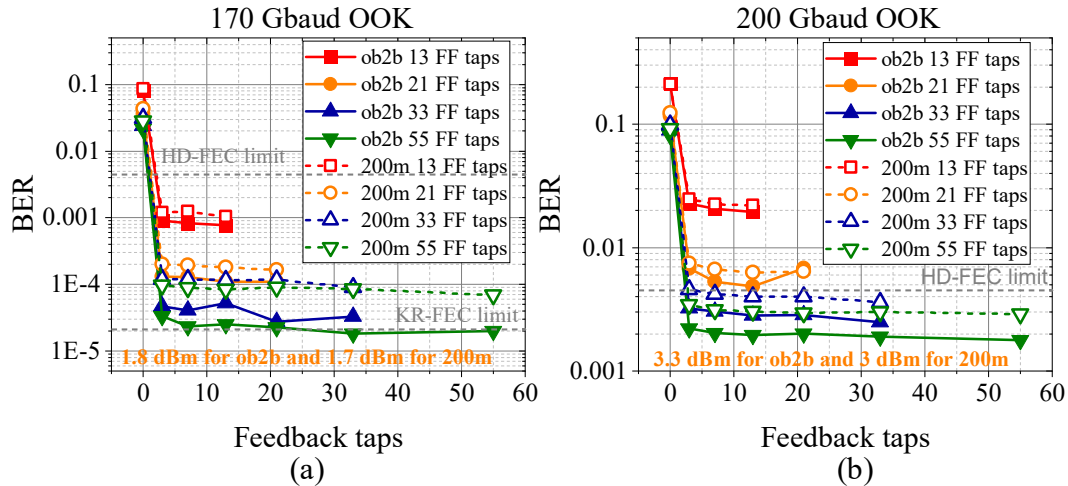 170 Gbaud OOK
ob2b 13 FF taps
ob2b 21 FF taps
ob2b 33 FF taps
ob2b 55 FF taps
200m 13 FF taps
200m 21 FF taps
200m 33 FF taps
200m 55 FF taps
HD-FEC limit
KR-FEC limit
1.8 dBm for ob2b and 1.7 dBm for 200m
BER
0.1
0.01
0.001
1E-4
1E-5
0 10 20 30 40 50 60
Feedback taps
(a)
200 Gbaud OOK
ob2b 13 FF taps
ob2b 21 FF taps
ob2b 33 FF taps
ob2b 55 FF taps
200m 13 FF taps
200m 21 FF taps
200m 33 FF taps
200m 55 FF taps
HD-FEC limit
3.3 dBm for ob2b and 3 dBm for 200m
BER
0.1
0.01
0.001
0 10 20 30 40 50 60
Feedback taps
(b)